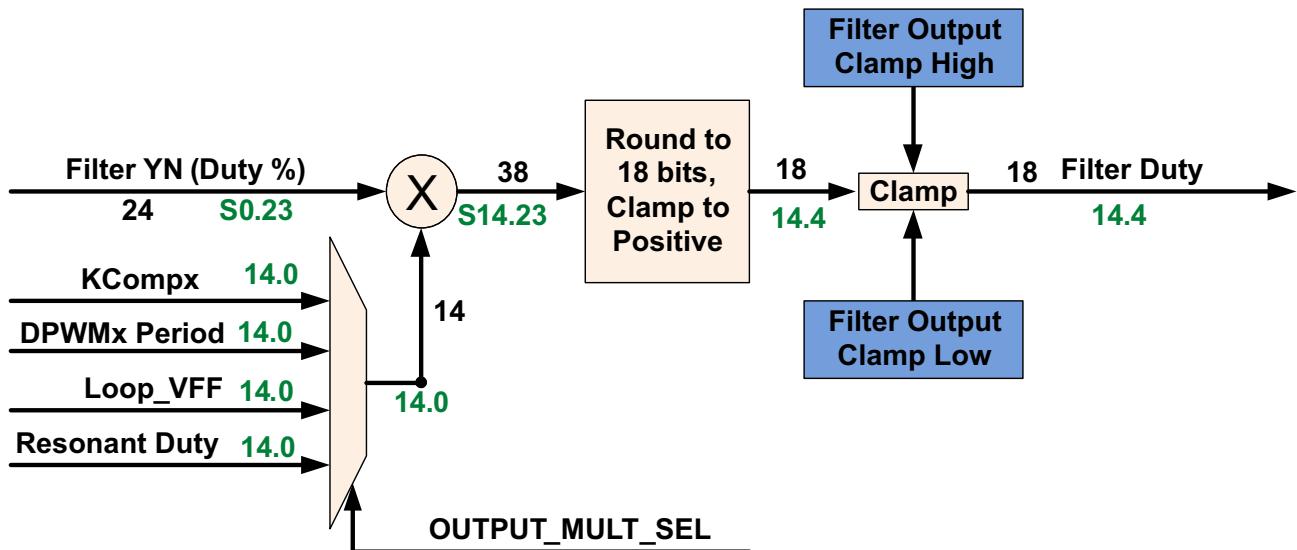 Filter Output
Clamp High
Filter YN (Duty %)
24
S0.23
X
38
S14.23
Round to
18 bits,
Clamp to
Positive
18
14.4
Clamp
18
Filter Duty
14.4
KCompx
14.0
DPWMx Period
14.0
Loop_VFF
14.0
Resonant Duty
14.0
14
14.0
Filter Output
Clamp Low
OUTPUT_MULT_SEL